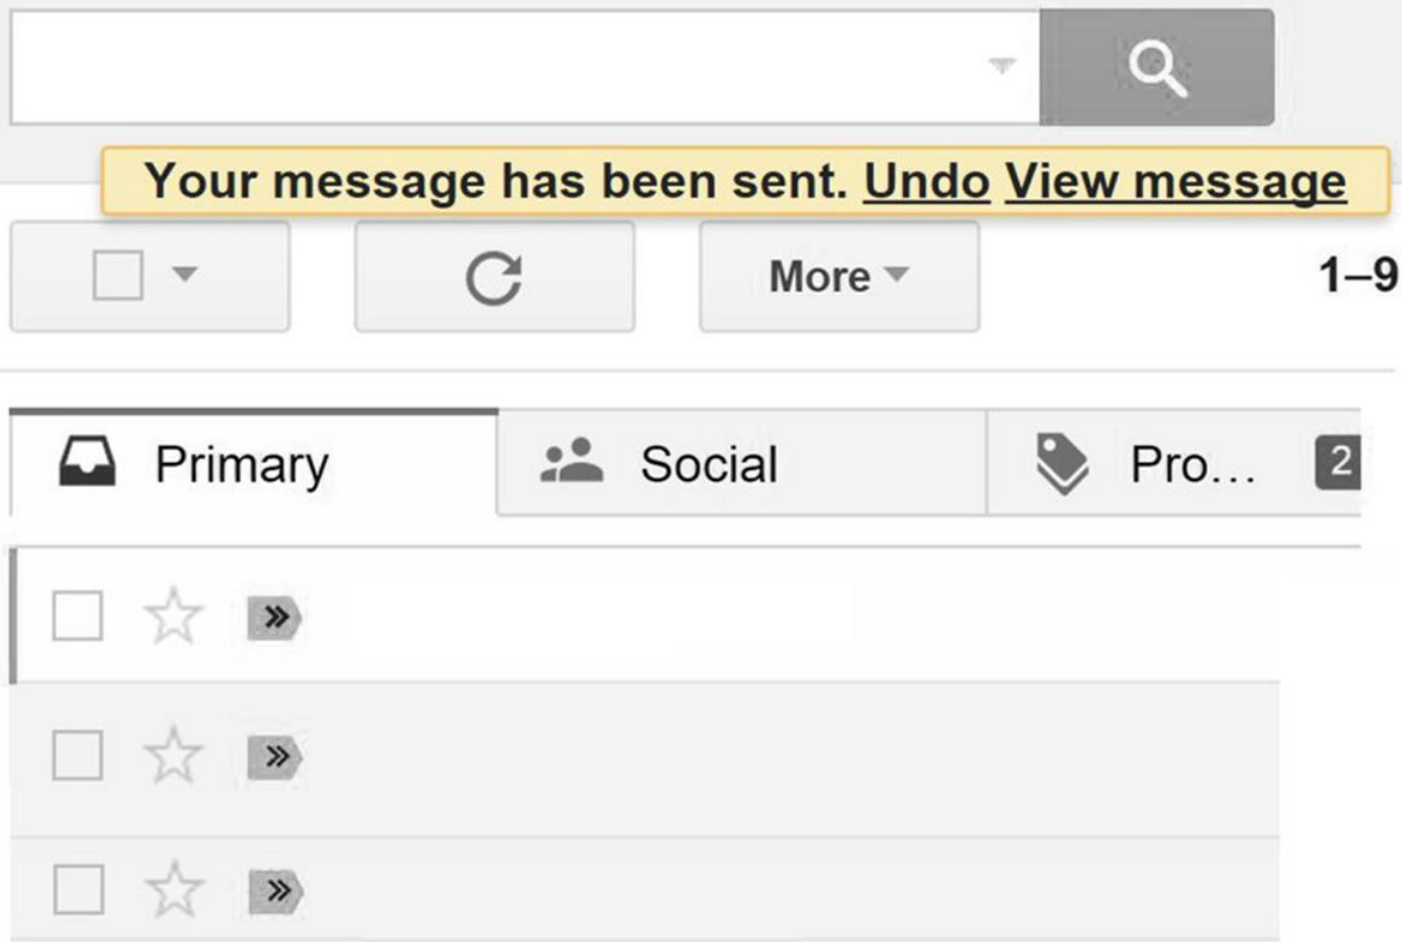 Your message has been sent. Undo View message
More 1–9
Primary Social Pro... 2